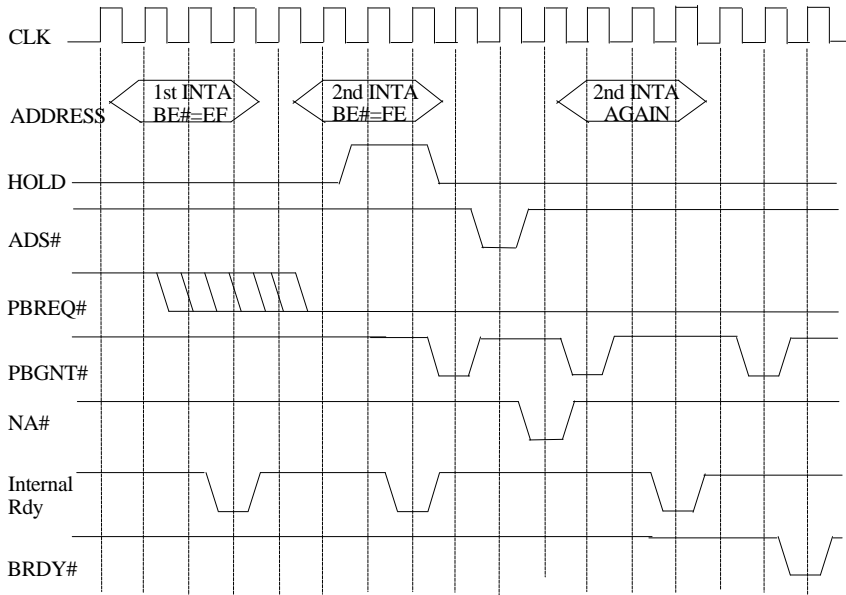 CLK
1st INTA
BE#=EF
2nd INTA
BE#=FE
2nd INTA
AGAIN
ADDRESS
HOLD
ADS#
PBREQ#
PBGNT#
NA#
Internal
Rdy
BRDY#